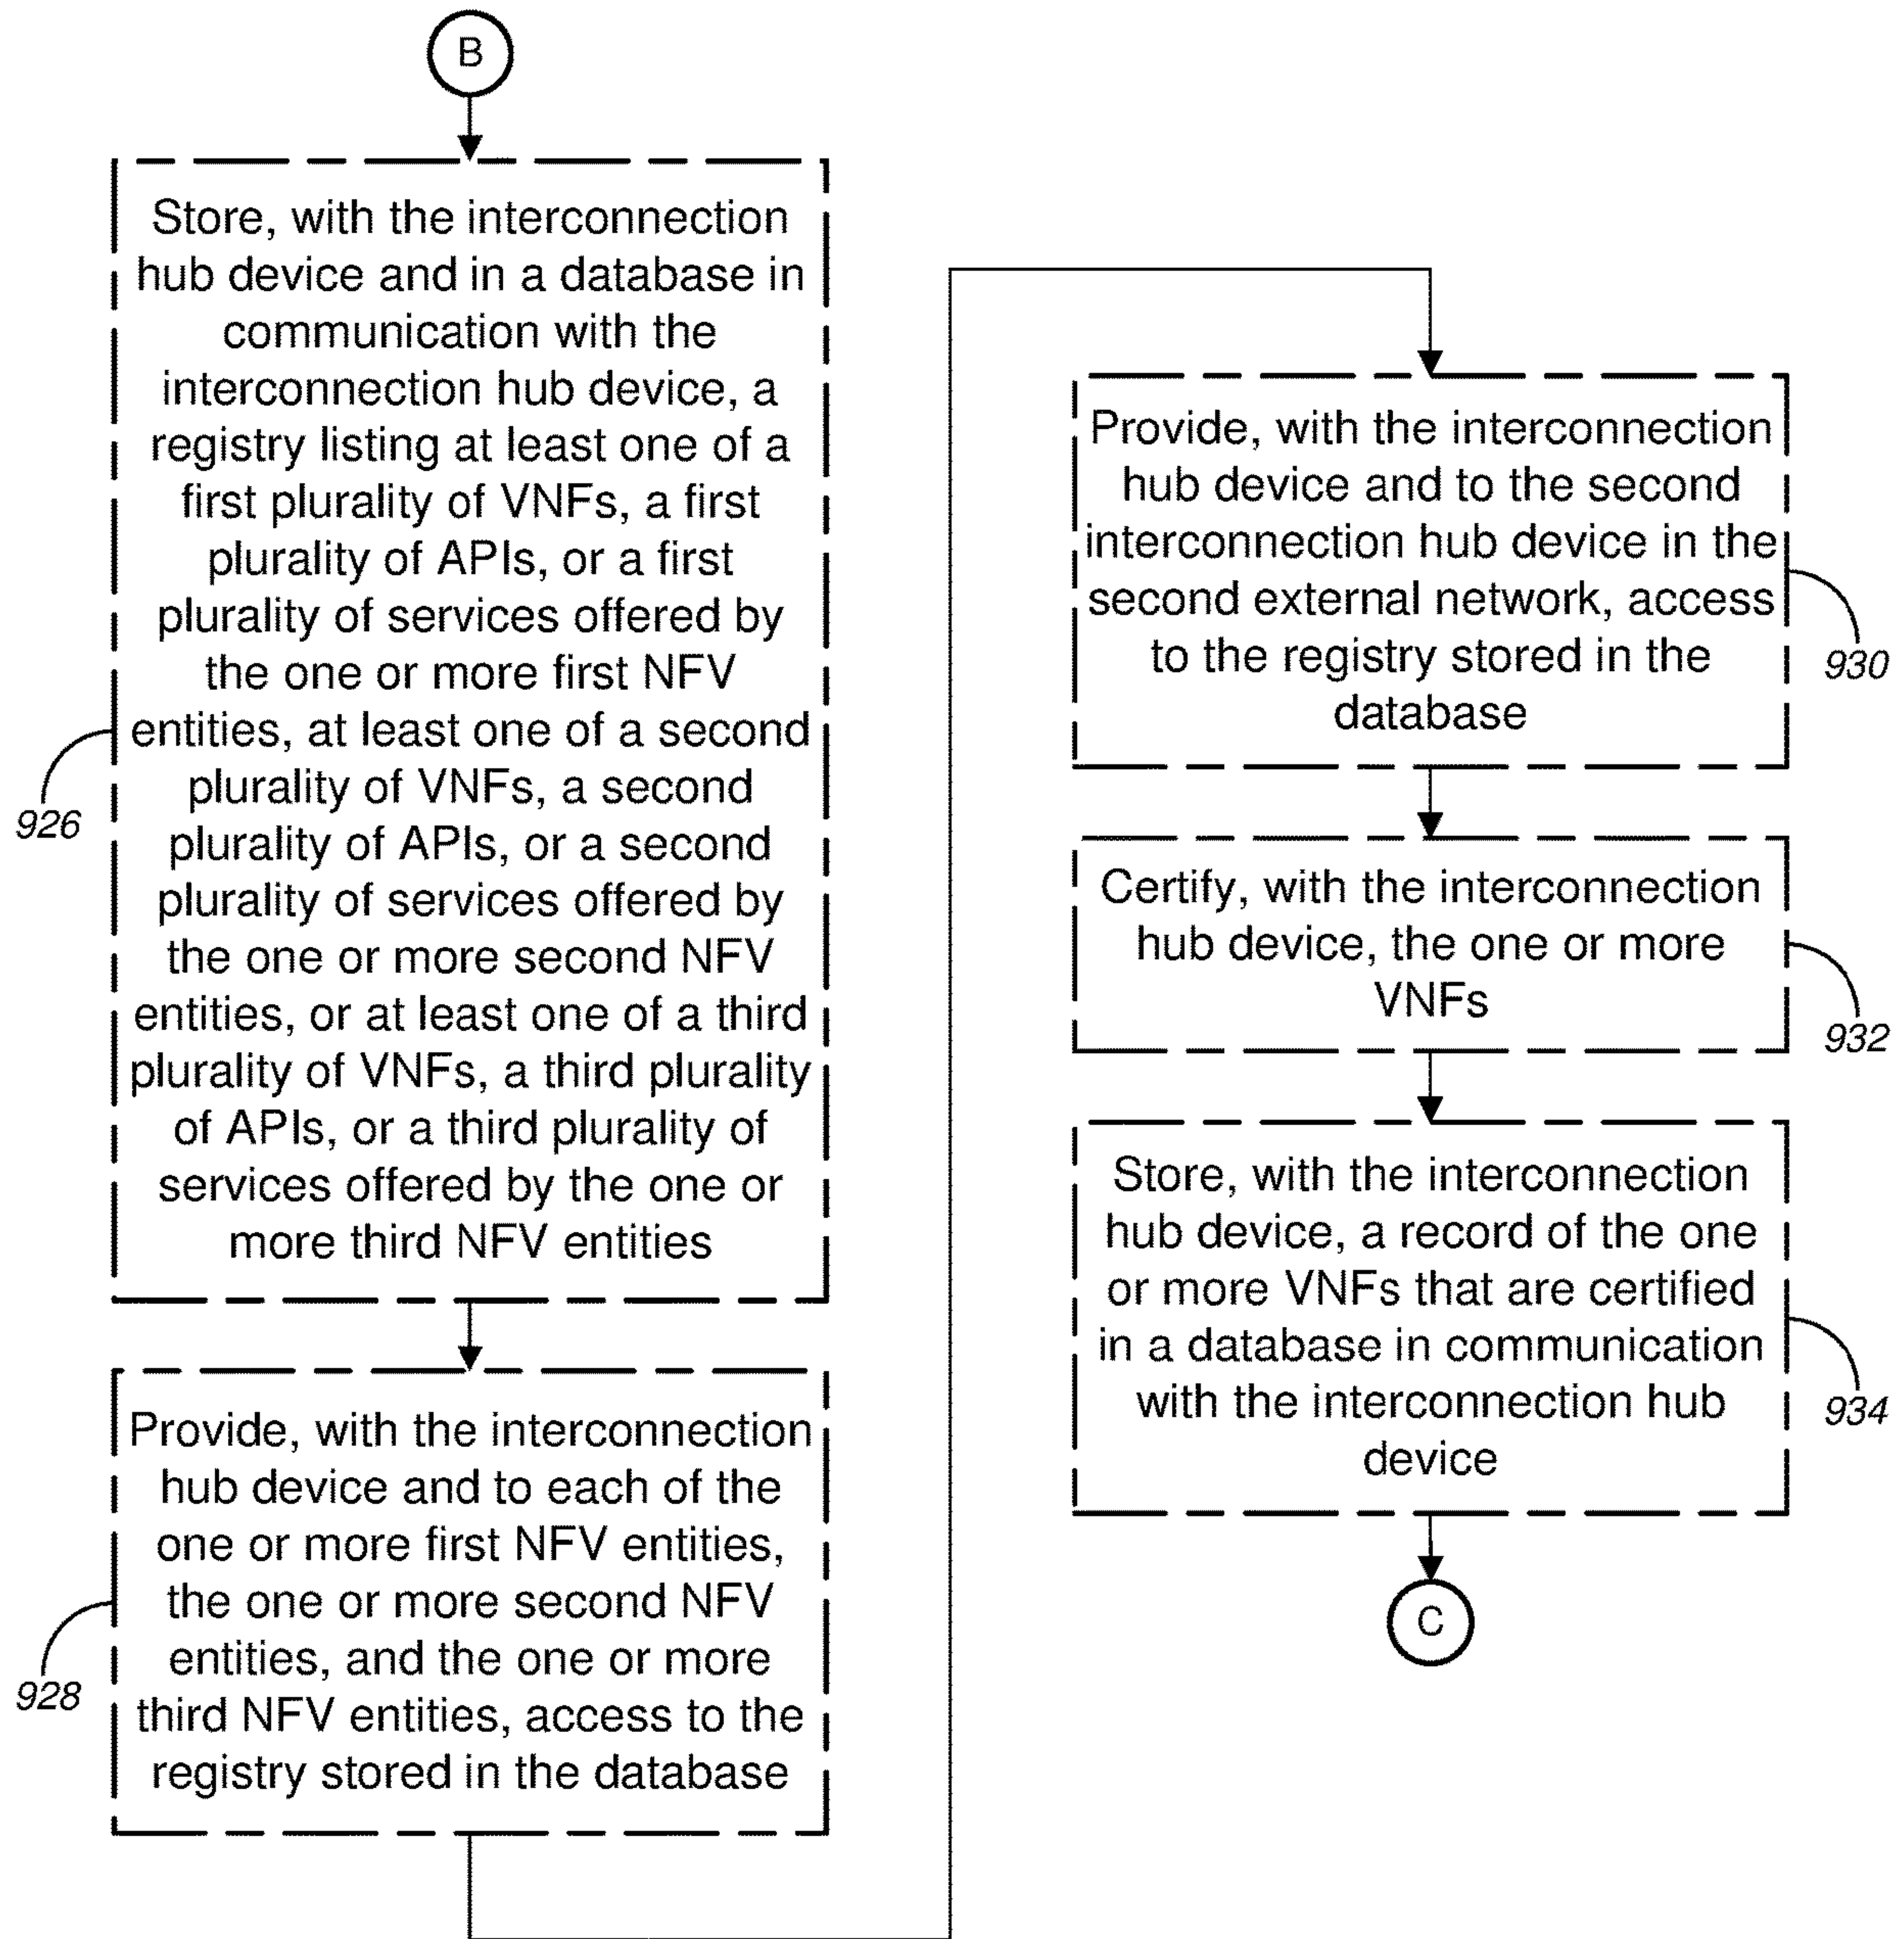 B
Store, with the interconnection
hub device and in a database in
communication with the
interconnection hub device, a
registry listing at least one of a
first plurality of VNFs, a first
plurality of APIs, or a first
plurality of services offered by
the one or more first NFV
entities, at least one of a second
plurality of VNFs, a second
plurality of APIs, or a second
plurality of services offered by
the one or more second NFV
entities, or at least one of a third
plurality of VNFs, a third plurality
of APIs, or a third plurality of
services offered by the one or
more third NFV entities
926
Provide, with the interconnection
hub device and to each of the
one or more first NFV entities,
the one or more second NFV
entities, and the one or more
third NFV entities, access to the
registry stored in the database
928
Provide, with the interconnection
hub device and to the second
interconnection hub device in the
second external network, access
to the registry stored in the
database
930
Certify, with the interconnection
hub device, the one or more
VNFs
932
Store, with the interconnection
hub device, a record of the one
or more VNFs that are certified
in a database in communication
with the interconnection hub
device
934
C